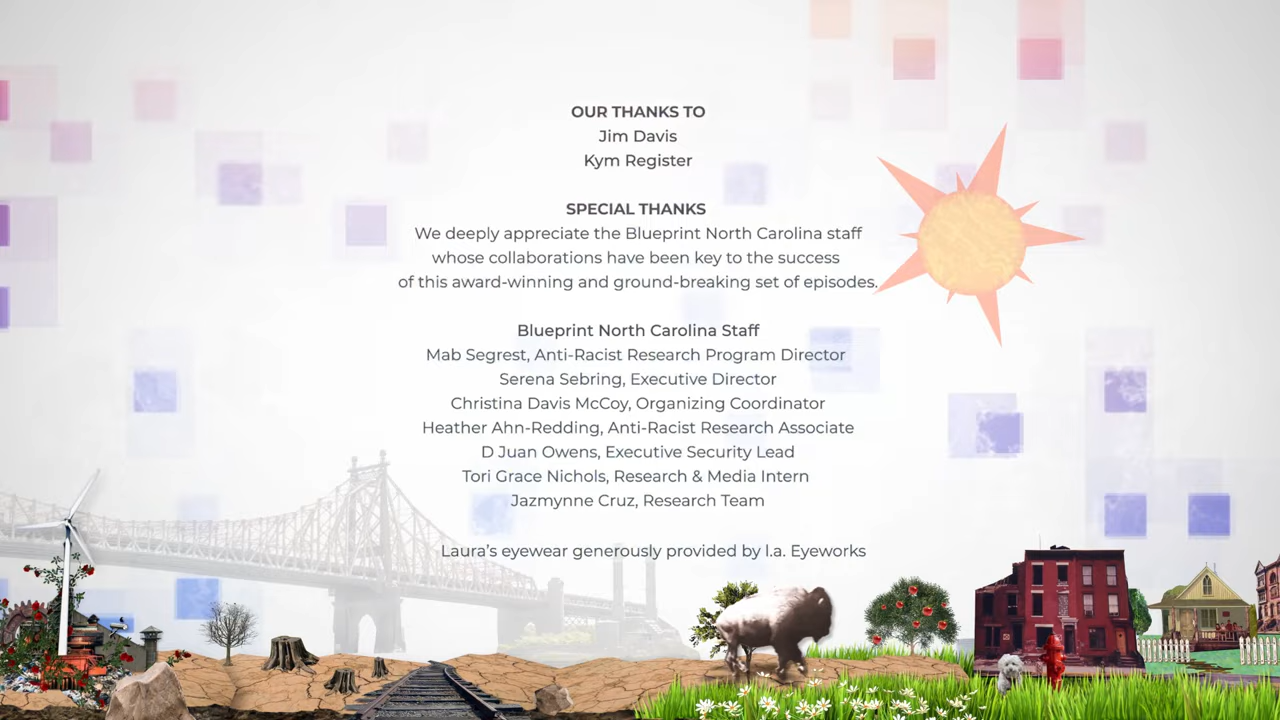 OUR THANKS TO
Jim Davis
Kym Register
SPECIAL THANKS
We deeply appreciate the Blueprint North Carolina staff
whose collaborations have been key to the success
of this award-winning and ground-breaking set of episodes.
Blueprint North Carolina Staff
Mab Segrest, Anti-Racist Research Program Director
Serena Sebring, Executive Director
Christina Davis McCoy, Organizing Coordinator
Heather Ahn-Redding, Anti-Racist Research Associate
D Juan Owens, Executive Security Lead
Tori Grace Nichols, Research & Media Intern
Jazmynne Cruz, Research Team
Laura's eyewear generously provided by l.a. Eyeworks